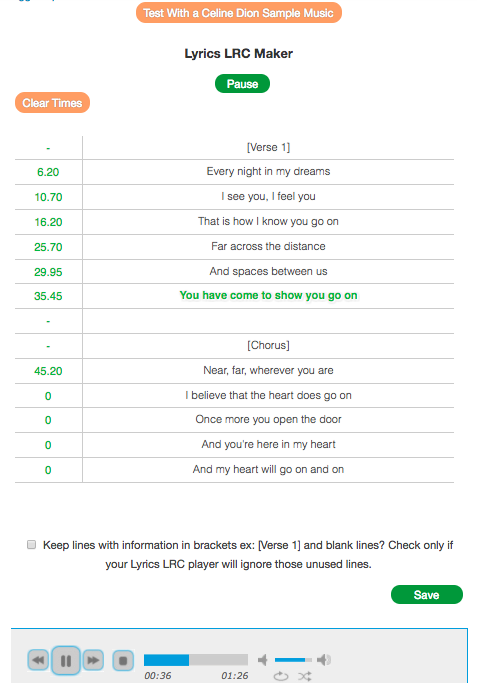 Test With a Celine Dion Sample Music
Lyrics LRC Maker
Pause
Clear Times
- [Verse 1]
6.20 Every night in my dreams
10.70 I see you, I feel you
16.20 That is how I know you go on
25.70 Far across the distance
29.95 And spaces between us
35.45 You have come to show you go on
-
- [Chorus]
45.20 Near, far, wherever you are
0 I believe that the heart does go on
0 Once more you open the door
0 And you're here in my heart
0 And my heart will go on and on
Keep lines with information in brackets ex: [Verse 1] and blank lines? Check only if
your Lyrics LRC player will ignore those unused lines.
Save
00:36 01:26